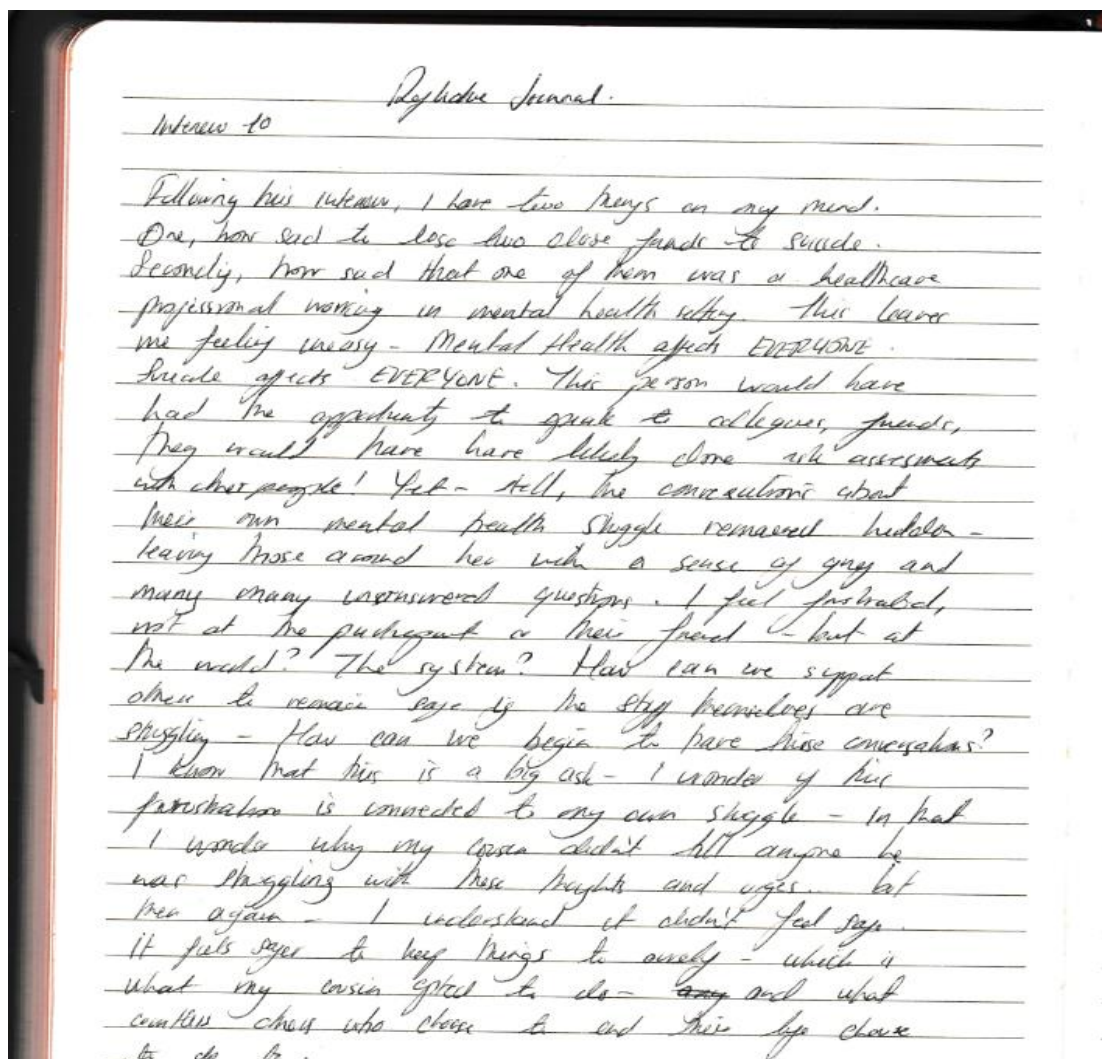 Reflective Journal.
Interview 10
Following this interview, I have two things on my mind.
One, how sad to lose two close friends to suicide.
Secondly, how sad that one of them was a healthcare
professional working in mental health setting. This leaves
me feeling uneasy - Mental Health affects EVERYONE.
Suicide affects EVERYONE. This person would have
had the opportunity to speak to collegues, friends,
they would have have likely done risk assessments
with other people! Yet - still, the conversations about
their own mental health struggle remained hidden -
leaving those around her with a sense of grief and
many many unanswered questions. I feel frustrated,
not at the participant or their friend - but at
the world? The system? How can we support
others to remain safe if the staff themselves are
struggling - How can we begin to have these conversations?
I know that this is a big ask - I wonder if this
frustration is connected to my own struggle - in that
I wonder why my cousin didn't tell anyone he
was struggling with these thoughts and urges.. but
then again - I understand it didn't feel safe.
it feels safer to keep things to - which is
what my cousin opted to do - any and what
countless others who choose to end their life choose
to do